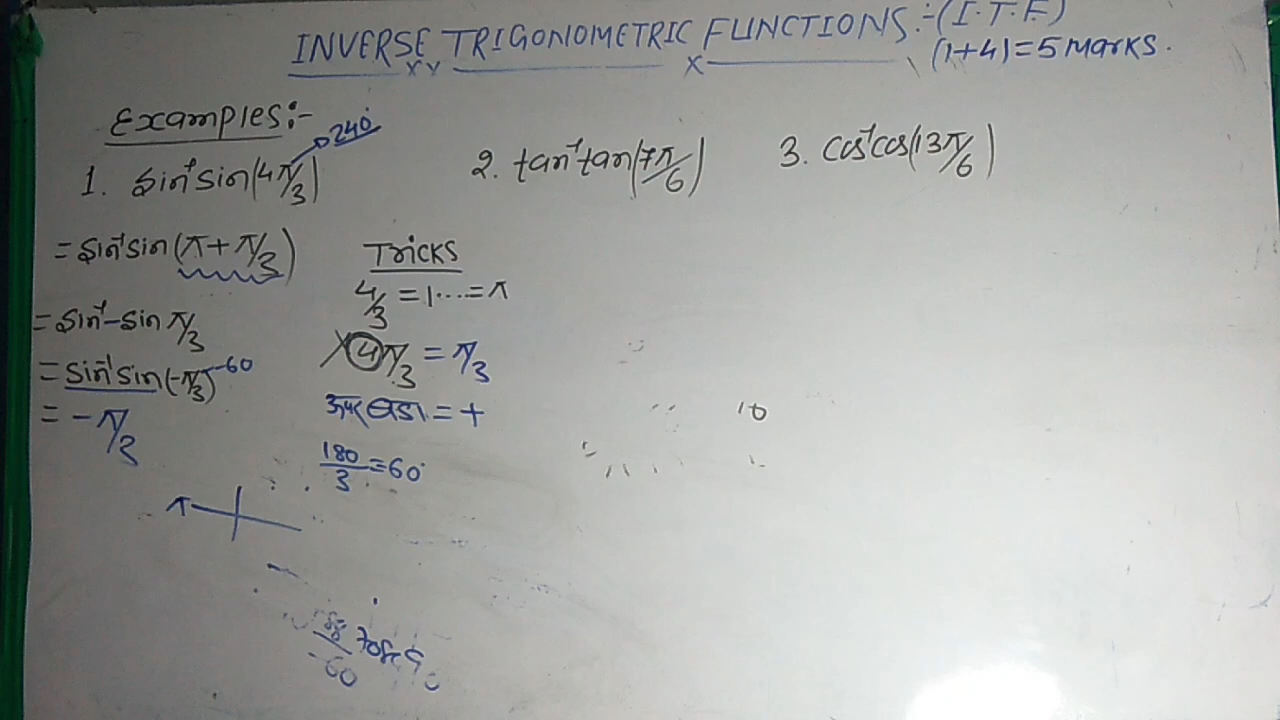 INVERSE TRIGONOMETRIC FUNCTIONS :-(I.T.F.)
(1+4)=5 Marks.
Examples:-
240°
1. sin⁻¹sin(4π/3)
2. tan⁻¹tan(7π/6)
3. cos⁻¹cos(13π/6)
= sin⁻¹sin(π+π/3)
= sin⁻¹-sin π/3
= sin⁻¹sin(-π/3) -60
= -π/3
Tricks
4/3 = 1....= π
4π/3 = π/3
= +
180/3 = 60°